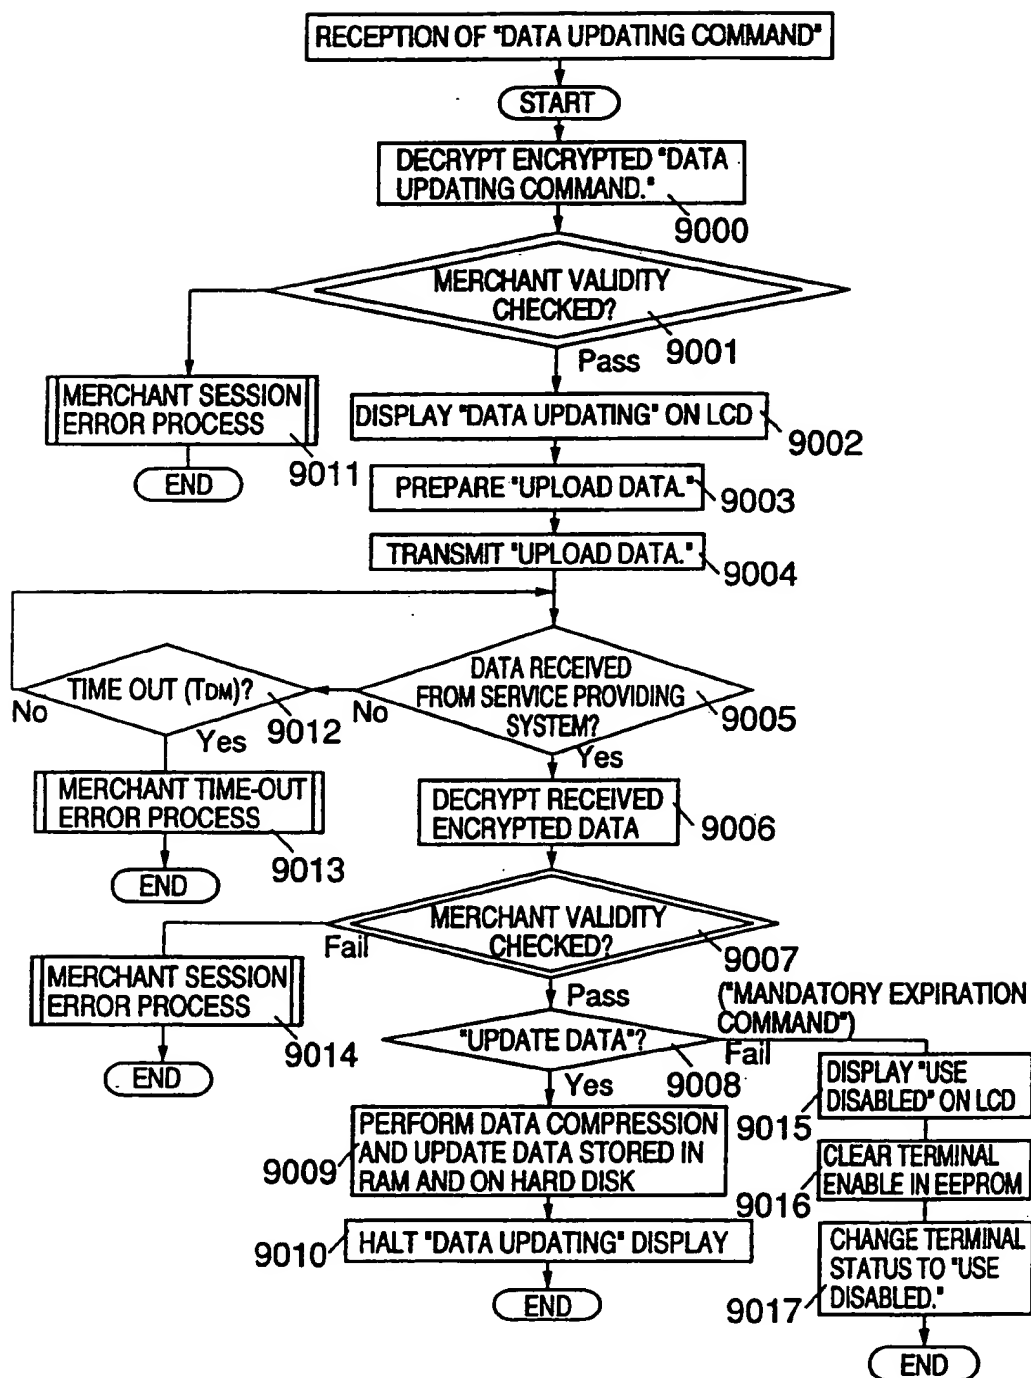 RECEPTION OF "DATA UPDATING COMMAND"
START
DECRYPT ENCRYPTED "DATA
UPDATING COMMAND."
9000
MERCHANT VALIDITY
CHECKED?
9001
Pass
MERCHANT SESSION
ERROR PROCESS
9011
END
DISPLAY "DATA UPDATING" ON LCD
9002
PREPARE "UPLOAD DATA."
9003
TRANSMIT "UPLOAD DATA."
9004
DATA RECEIVED
FROM SERVICE PROVIDING
SYSTEM?
9005
No
Yes
TIME OUT (TDM)?
9012
No
Yes
MERCHANT TIME-OUT
ERROR PROCESS
9013
END
DECRYPT RECEIVED
ENCRYPTED DATA
9006
MERCHANT VALIDITY
CHECKED?
9007
Fail
Pass
MERCHANT SESSION
ERROR PROCESS
9014
END
"UPDATE DATA"?
9008
Yes
("MANDATORY EXPIRATION
COMMAND")
Fail
PERFORM DATA COMPRESSION
AND UPDATE DATA STORED IN
RAM AND ON HARD DISK
9009
HALT "DATA UPDATING" DISPLAY
9010
END
DISPLAY "USE
DISABLED" ON LCD
9015
CLEAR TERMINAL
ENABLE IN EEPROM
9016
CHANGE TERMINAL
STATUS TO "USE
DISABLED."
9017
END